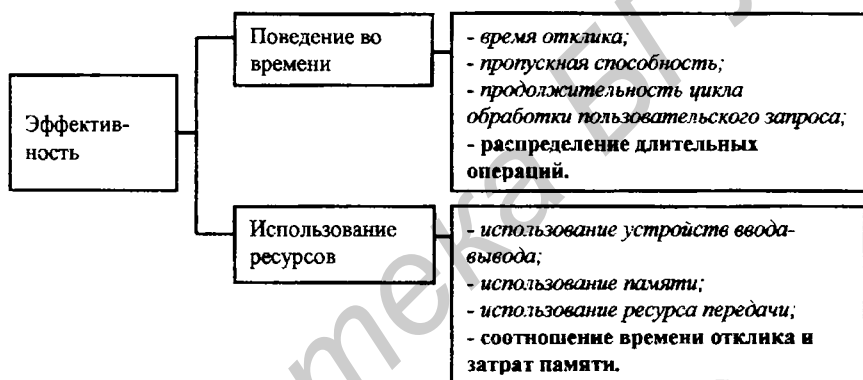 Эффектив-
ность
Поведение во
времени
- время отклика;
- пропускная способность;
- продолжительность цикла
обработки пользовательского запроса;
- распределение длительных
операций.
Использование
ресурсов
- использование устройств ввода-
вывода;
- использование памяти;
- использование ресурса передачи;
- соотношение времени отклика и
затрат памяти.